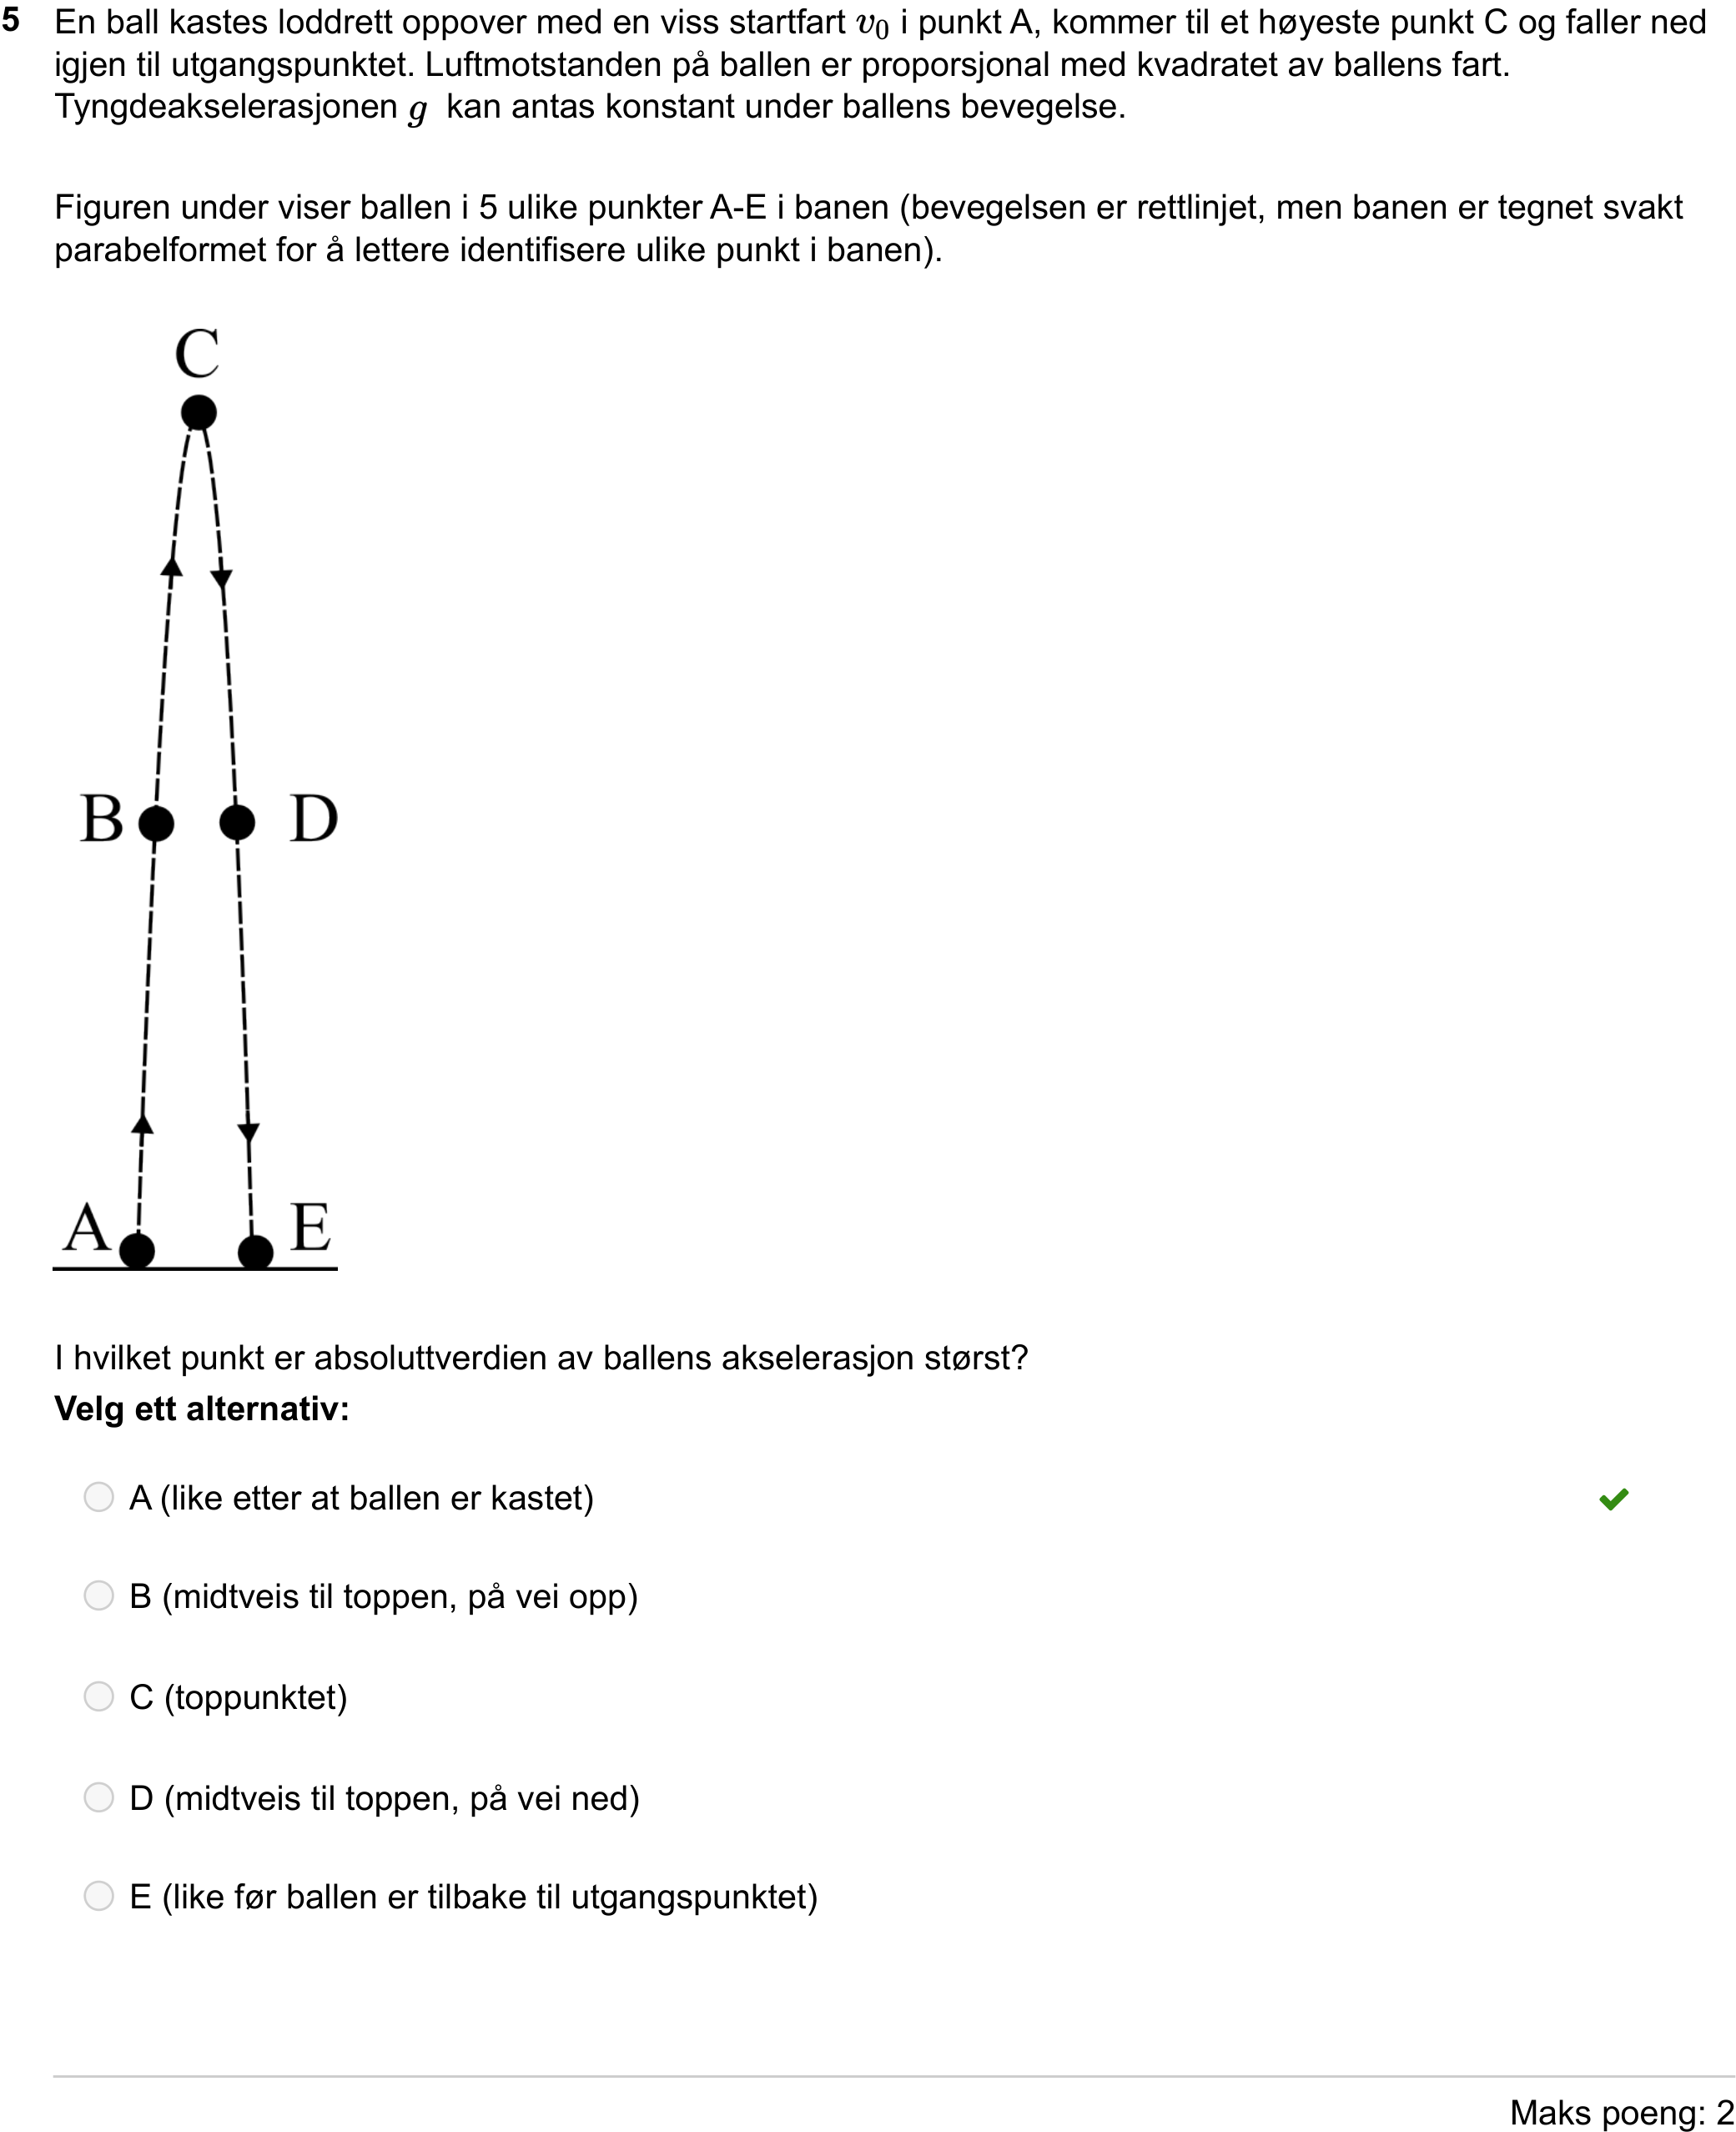 5 En ball kastes loddrett oppover med en viss startfart v₀ i punkt A, kommer til et høyeste punkt C og faller ned
igjen til utgangspunktet. Luftmotstanden på ballen er proporsjonal med kvadratet av ballens fart.
Tyngdeakselerasjonen g kan antas konstant under ballens bevegelse.
Figuren under viser ballen i 5 ulike punkter A-E i banen (bevegelsen er rettlinjet, men banen er tegnet svakt
parabelformet for å lettere identifisere ulike punkt i banen).
C
B D
A E
I hvilket punkt er absoluttverdien av ballens akselerasjon størst?
Velg ett alternativ:
A (like etter at ballen er kastet)
B (midtveis til toppen, på vei opp)
C (toppunktet)
D (midtveis til toppen, på vei ned)
E (like før ballen er tilbake til utgangspunktet)
Maks poeng: 2